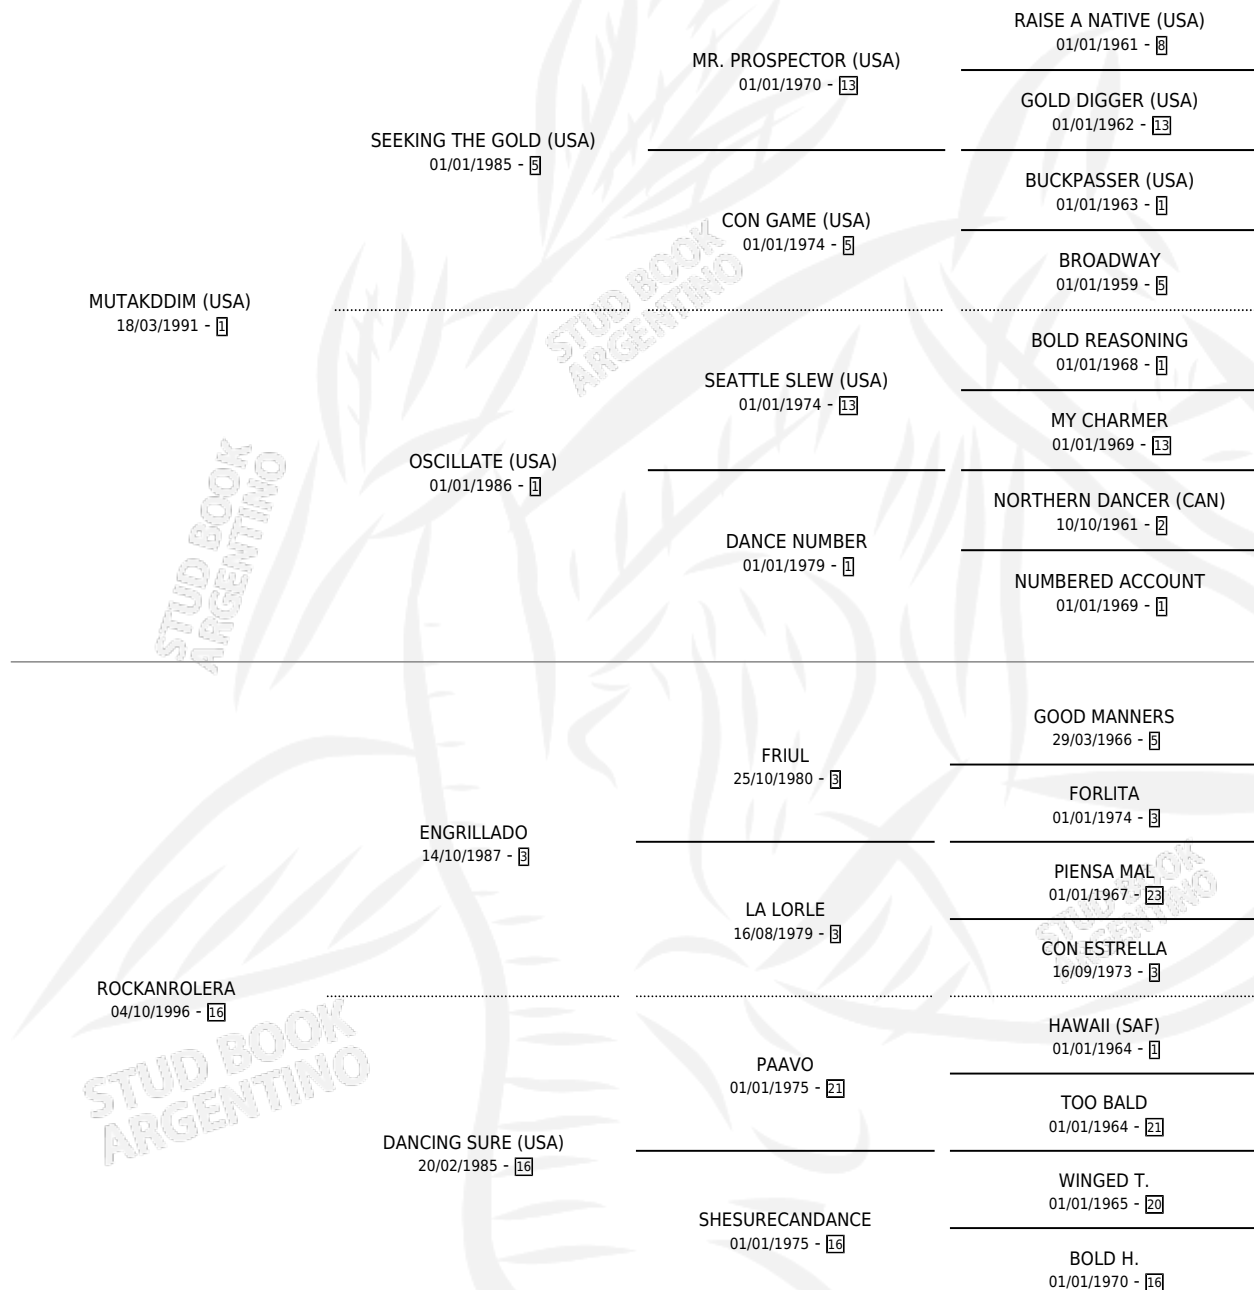 RAISE A NATIVE (USA)
01/01/1961 - 8
MR. PROSPECTOR (USA)
01/01/1970 - 13
GOLD DIGGER (USA)
01/01/1962 - 13
SEEKING THE GOLD (USA)
01/01/1985 - 5
BUCKPASSER (USA)
01/01/1963 - 1
CON GAME (USA)
01/01/1974 - 5
BROADWAY
01/01/1959 - 5
MUTAKDDIM (USA)
18/03/1991 - 1
BOLD REASONING
01/01/1968 - 1
SEATTLE SLEW (USA)
01/01/1974 - 13
MY CHARMER
01/01/1969 - 13
OSCILLATE (USA)
01/01/1986 - 1
NORTHERN DANCER (CAN)
10/10/1961 - 2
DANCE NUMBER
01/01/1979 - 1
NUMBERED ACCOUNT
01/01/1969 - 1
GOOD MANNERS
29/03/1966 - 5
FRIUL
25/10/1980 - 3
FORLITA
01/01/1974 - 3
ENGRILLADO
14/10/1987 - 3
PIENSA MAL
01/01/1967 - 23
LA LORLE
16/08/1979 - 3
CON ESTRELLA
16/09/1973 - 3
ROCKANROLERA
04/10/1996 - 16
HAWAII (SAF)
01/01/1964 - 1
PAAVO
01/01/1975 - 21
TOO BALD
01/01/1964 - 21
DANCING SURE (USA)
20/02/1985 - 16
WINGED T.
01/01/1965 - 20
SHESURECANDANCE
01/01/1975 - 16
BOLD H.
01/01/1970 - 16
STUD BOOK
ARGENTINO
STUD BOOK
ARGENTINO
STUD BOOK
ARGENTINO
STUD BOOK
ARGENTINO